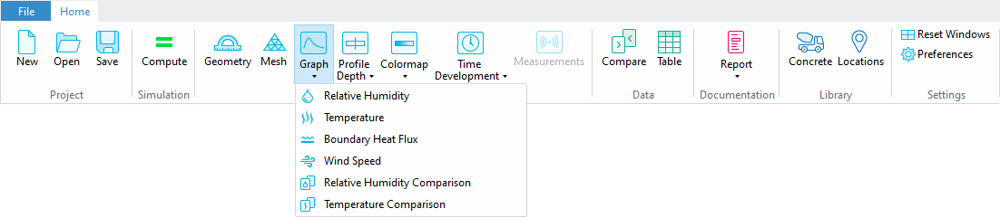 File Home
New Open Save Compute Geometry Mesh Graph Profile Depth Colormap Time Development Measurements Compare Table Report Concrete Locations Reset Windows
Preferences
Project Simulation Data Documentation Library Settings
Relative Humidity
Temperature
Boundary Heat Flux
Wind Speed
Relative Humidity Comparison
Temperature Comparison